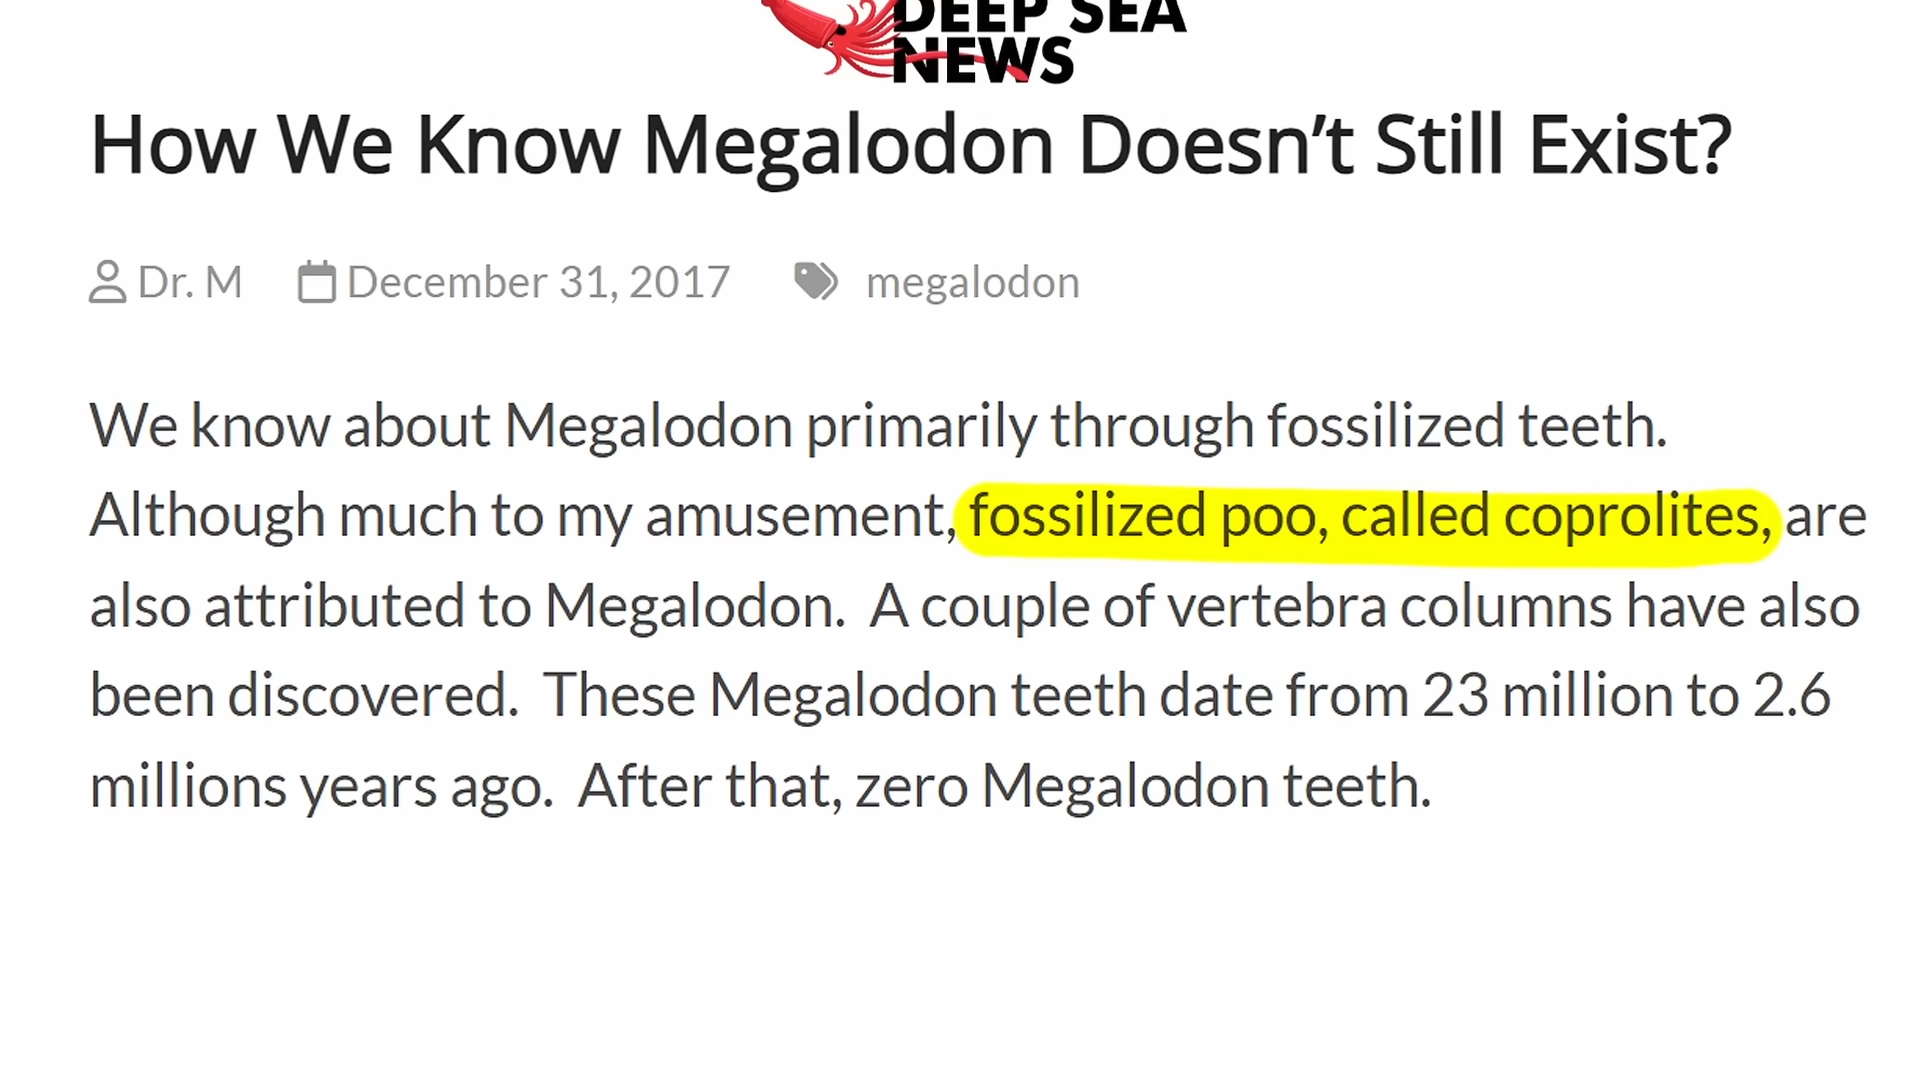 DEEP SEA
NEWS
How We Know Megalodon Doesn’t Still Exist?
Dr. M December 31, 2017 megalodon
We know about Megalodon primarily through fossilized teeth.
Although much to my amusement, fossilized poo, called coprolites, are
also attributed to Megalodon.  A couple of vertebra columns have also
been discovered.  These Megalodon teeth date from 23 million to 2.6
millions years ago.  After that, zero Megalodon teeth.